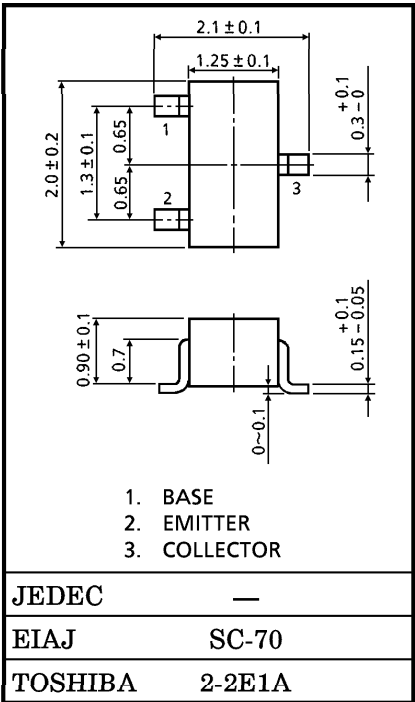 2.1±0.1
1.25±0.1
+0.1
0.3-0
2.0±0.2
1.3±0.1
0.65
0.65
1
2
3
0.90±0.1
0.7
+0.1
0.15-0.05
0~0.1
1. BASE
2. EMITTER
3. COLLECTOR
JEDEC —
EIAJ SC-70
TOSHIBA 2-2E1A